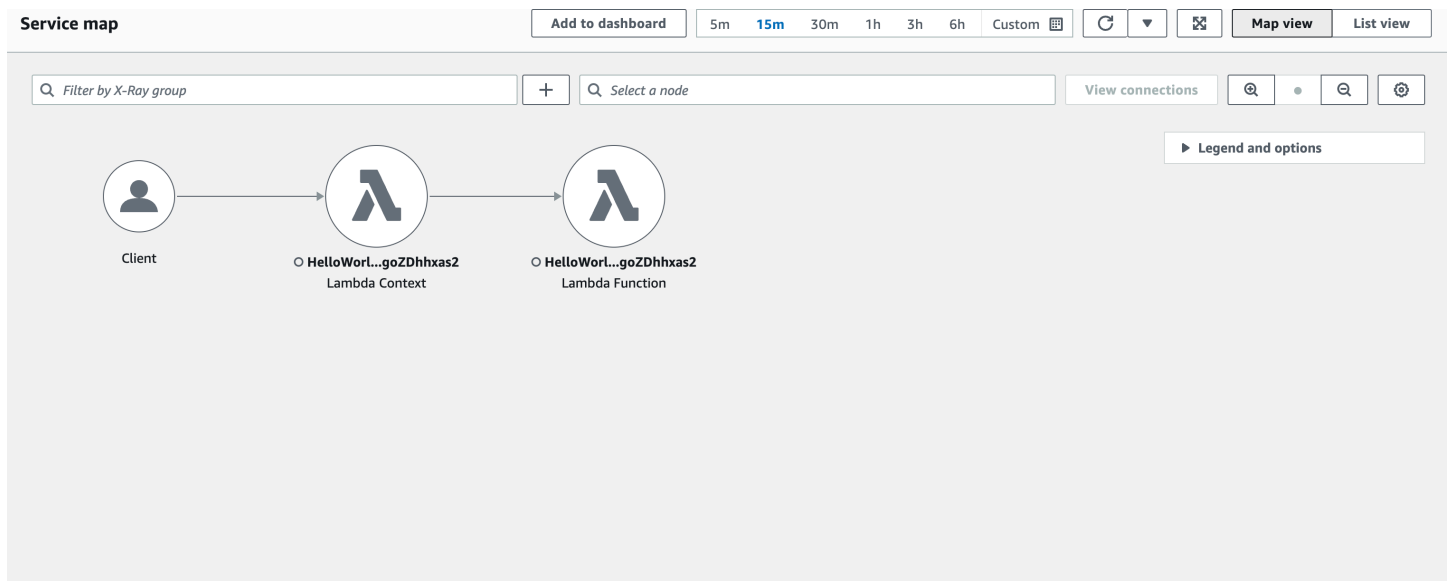 Service map
Add to dashboard
5m 15m 30m 1h 3h 6h Custom
Map view List view
Filter by X-Ray group
Select a node
View connections
Legend and options
Client
HelloWorl...goZDhhxas2
Lambda Context
HelloWorl...goZDhhxas2
Lambda Function